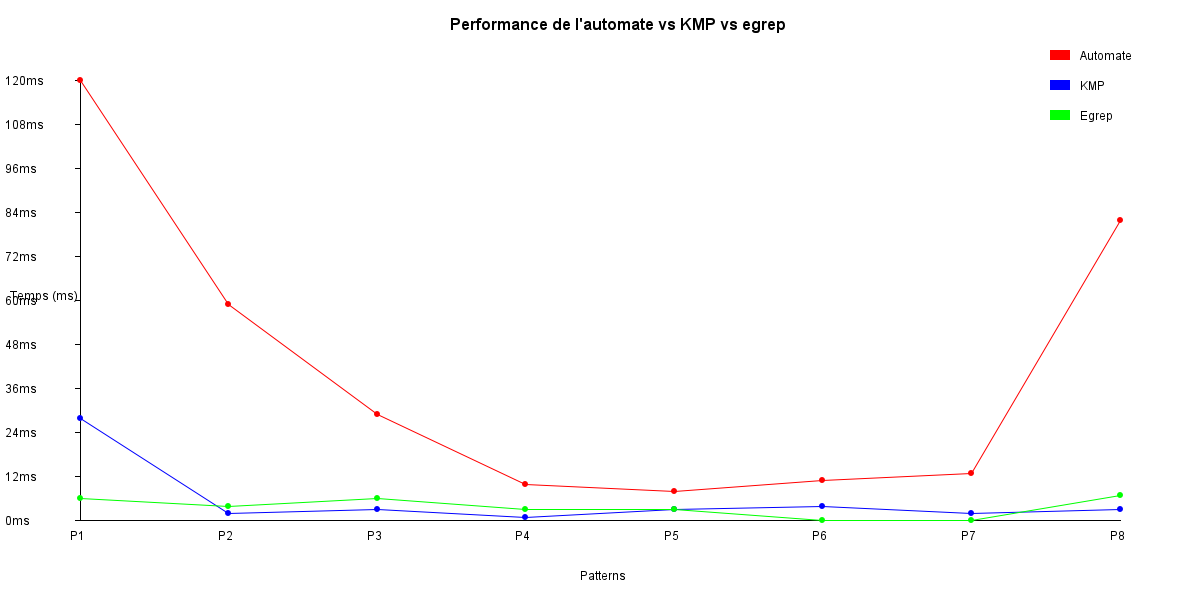 Performance de l'automate vs KMP vs egrep
Automate
KMP
Egrep
120ms
108ms
96ms
84ms
72ms
Temps (ms)
60ms
48ms
36ms
24ms
12ms
0ms
P1 P2 P3 P4 P5 P6 P7 P8
Patterns